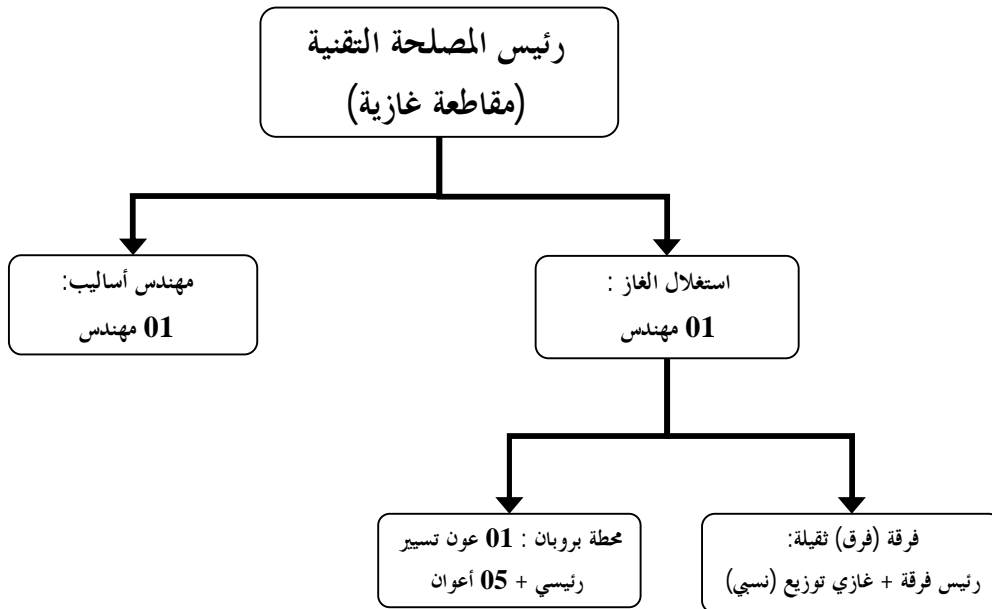 رئيس المصلحة التقنية
(مقاطعة غازية)
استغلال الغاز :
01 مهندس
مهندس أساليب:
01 مهندس
فرقة (فرق) ثقيلة:
رئيس فرقة + غازي توزيع (نسبي)
محطة بروبان : 01 عون تسيير
رئيسي + 05 أعوان